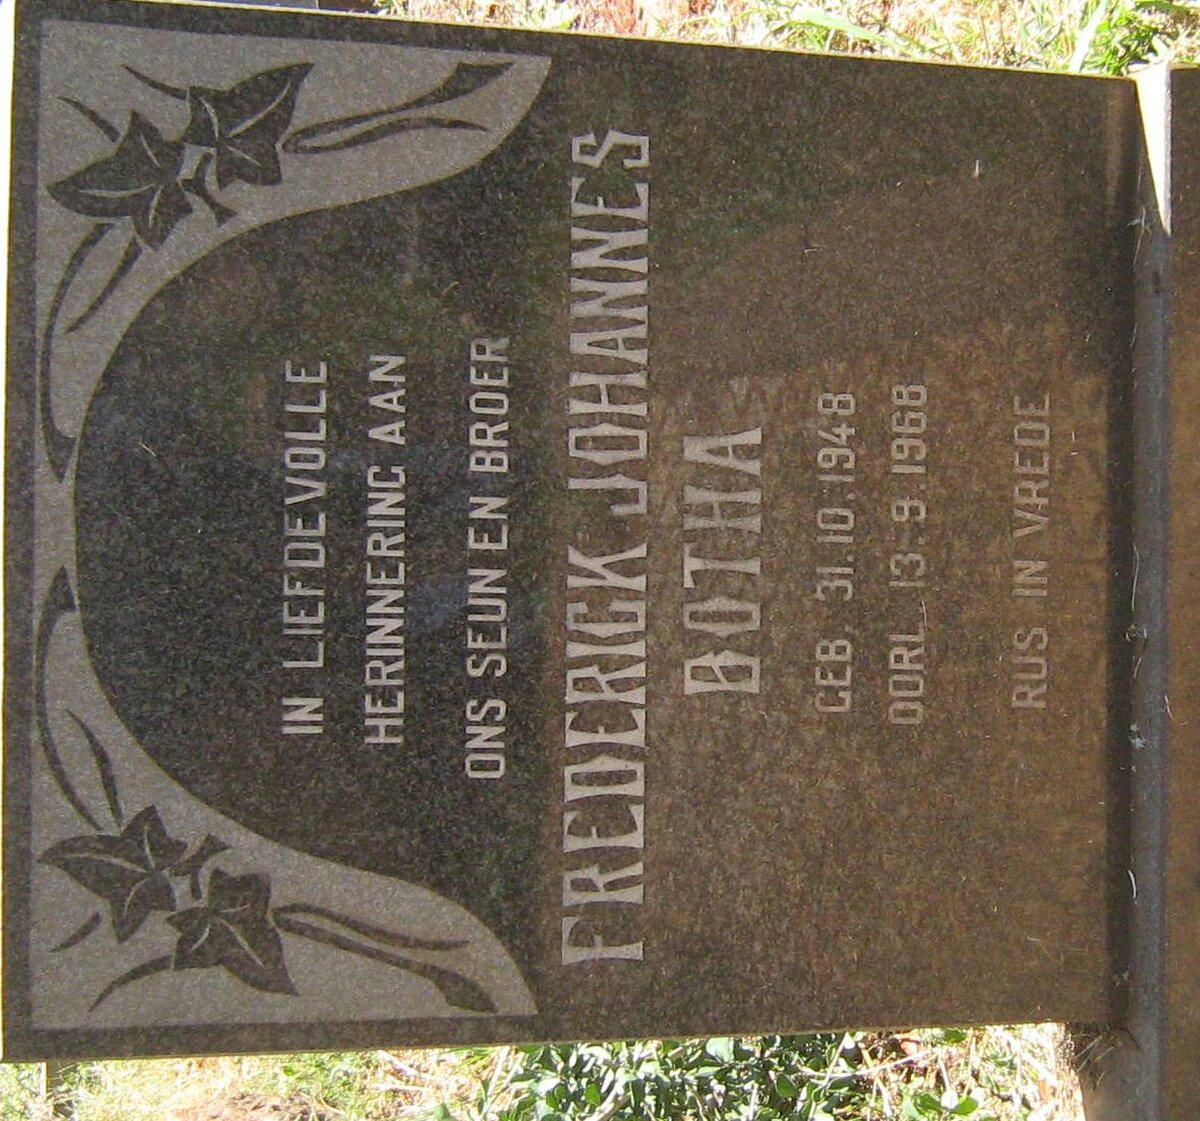 IN LIEFDEVOLLE
HERINNERING AAN
ONS SEUN EN BROER
FREDERICK JOHANNES
BOTHA
GEB. 31.10.1948
OORL. 13.9.1968
RUS IN VREDE